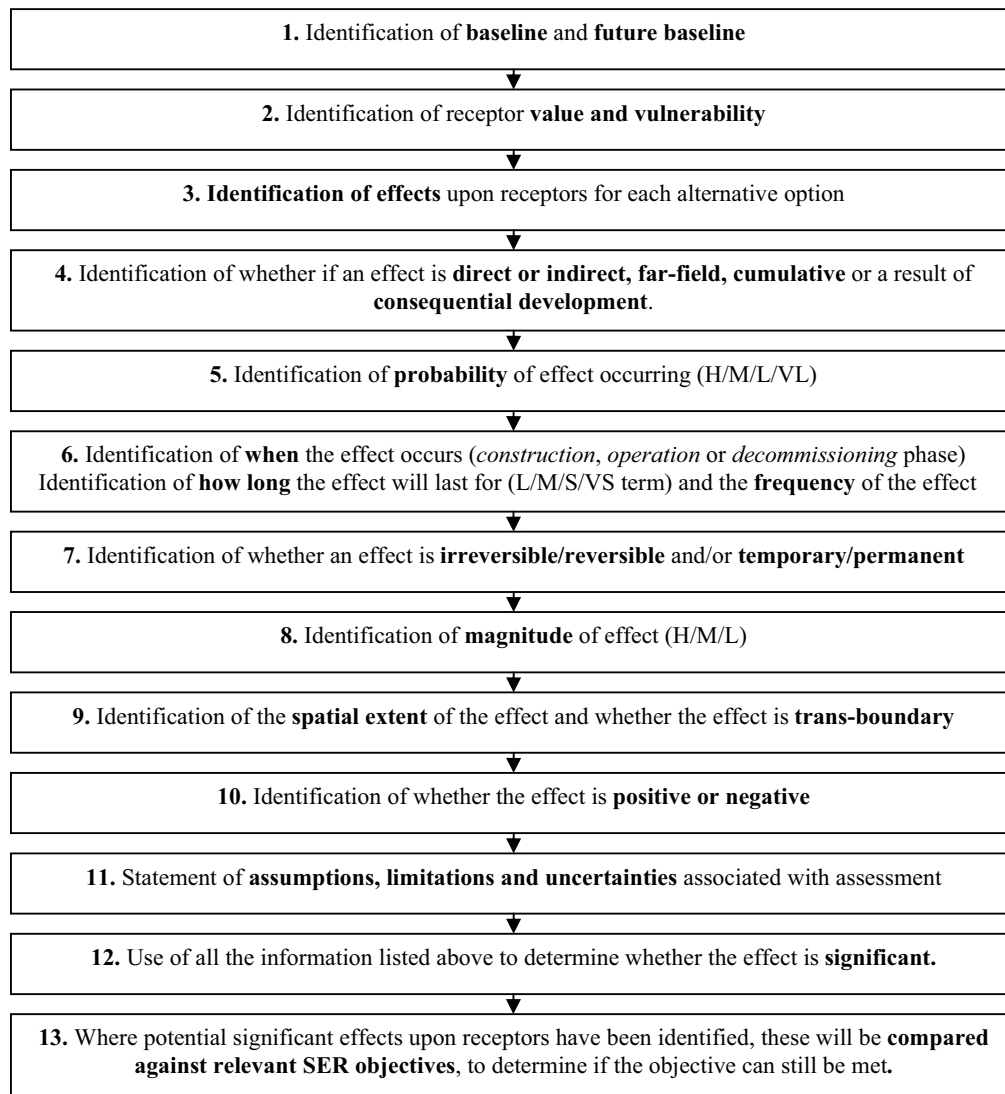 1. Identification of baseline and future baseline
2. Identification of receptor value and vulnerability
3. Identification of effects upon receptors for each alternative option
4. Identification of whether if an effect is direct or indirect, far-field, cumulative or a result of
consequential development.
5. Identification of probability of effect occurring (H/M/L/VL)
6. Identification of when the effect occurs (construction, operation or decommissioning phase)
Identification of how long the effect will last for (L/M/S/VS term) and the frequency of the effect
7. Identification of whether an effect is irreversible/reversible and/or temporary/permanent
8. Identification of magnitude of effect (H/M/L)
9. Identification of the spatial extent of the effect and whether the effect is trans-boundary
10. Identification of whether the effect is positive or negative
11. Statement of assumptions, limitations and uncertainties associated with assessment
12. Use of all the information listed above to determine whether the effect is significant.
13. Where potential significant effects upon receptors have been identified, these will be compared
against relevant SER objectives, to determine if the objective can still be met.